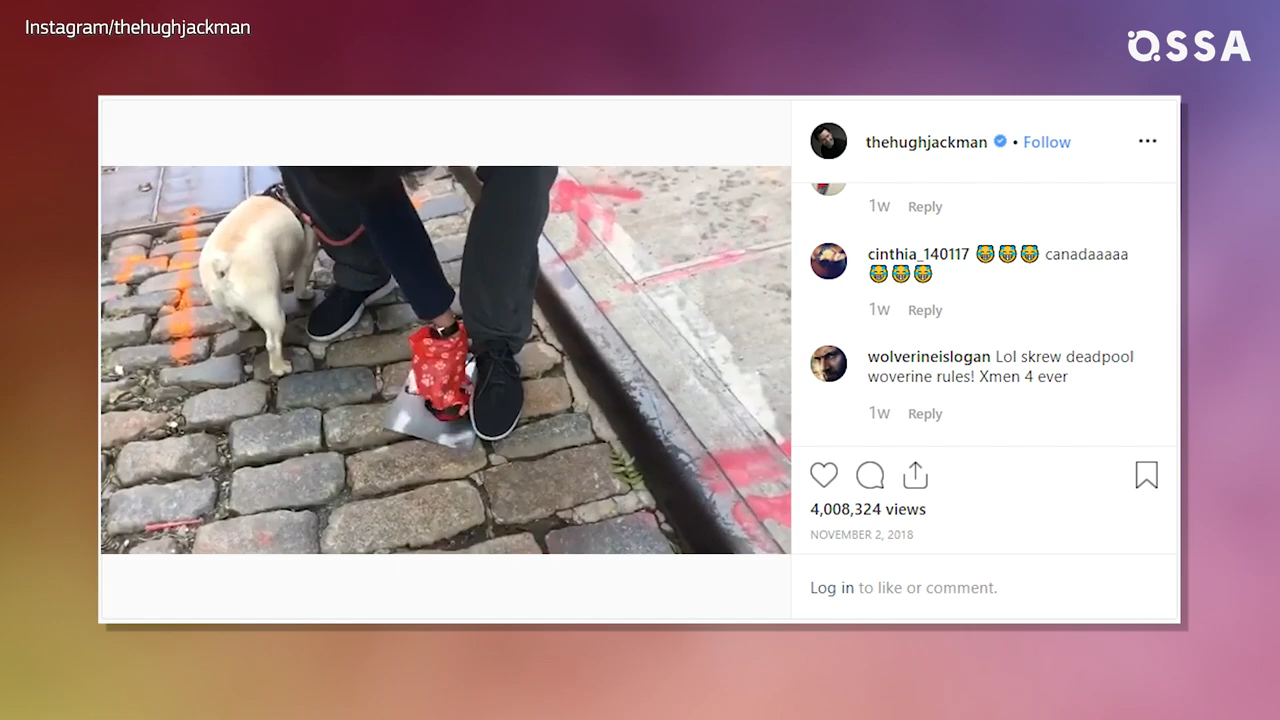 Instagram/thehughjackman
OSSA
thehughjackman • Follow
1w Reply
cinthia_140117 😇😇😇 canadaaaaa
😇😇😇
1w Reply
wolverineislogan Lol skrew deadpool
woverine rules! Xmen 4 ever
1w Reply
4,008,324 views
NOVEMBER 2, 2018
Log in to like or comment.